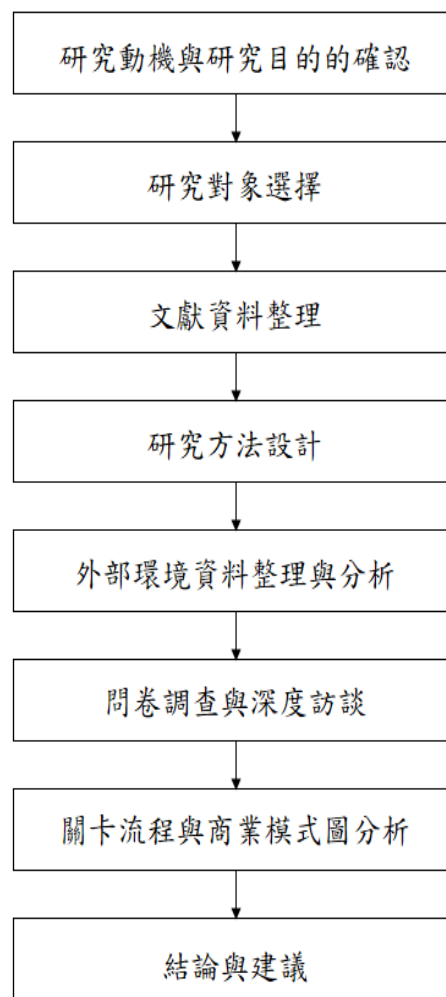 研究動機與研究目的的確認
研究對象選擇
文獻資料整理
研究方法設計
外部環境資料整理與分析
問卷調查與深度訪談
關卡流程與商業模式圖分析
結論與建議